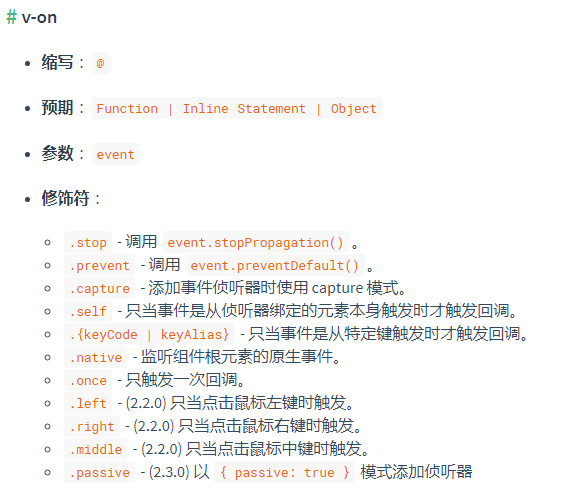 # v-on
缩写：@
预期：Function | Inline Statement | Object
参数：event
修饰符：
.stop - 调用 event.stopPropagation()。
.prevent - 调用 event.preventDefault()。
.capture - 添加事件侦听器时使用 capture 模式。
.self - 只当事件是从侦听器绑定的元素本身触发时才触发回调。
.{keyCode | keyAlias} - 只当事件是从特定键触发时才触发回调。
.native - 监听组件根元素的原生事件。
.once - 只触发一次回调。
.left - (2.2.0) 只当点击鼠标左键时触发。
.right - (2.2.0) 只当点击鼠标右键时触发。
.middle - (2.2.0) 只当点击鼠标中键时触发。
.passive - (2.3.0) 以 { passive: true } 模式添加侦听器